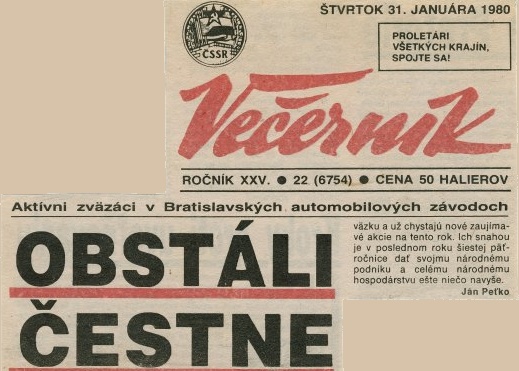 ŠTVRTOK 31. JANUÁRA 1980
ČSSR
PROLETÁRI
VŠETKÝCH KRAJÍN,
SPOJTE SA!
Večerník
ROČNÍK XXV. ● 22 (6754) ● CENA 50 HALIEROV
Aktívni zväzáci v Bratislavských automobilových závodoch
OBSTÁLI
ČESTNE
väzku a už chystajú nové zaujíma-
vé akcie na tento rok. Ich snahou
je v poslednom roku šiestej päť-
ročnice dať svojmu národnému
podniku a celému národnému
hospodárstvu ešte niečo navyše.
Ján Peťko